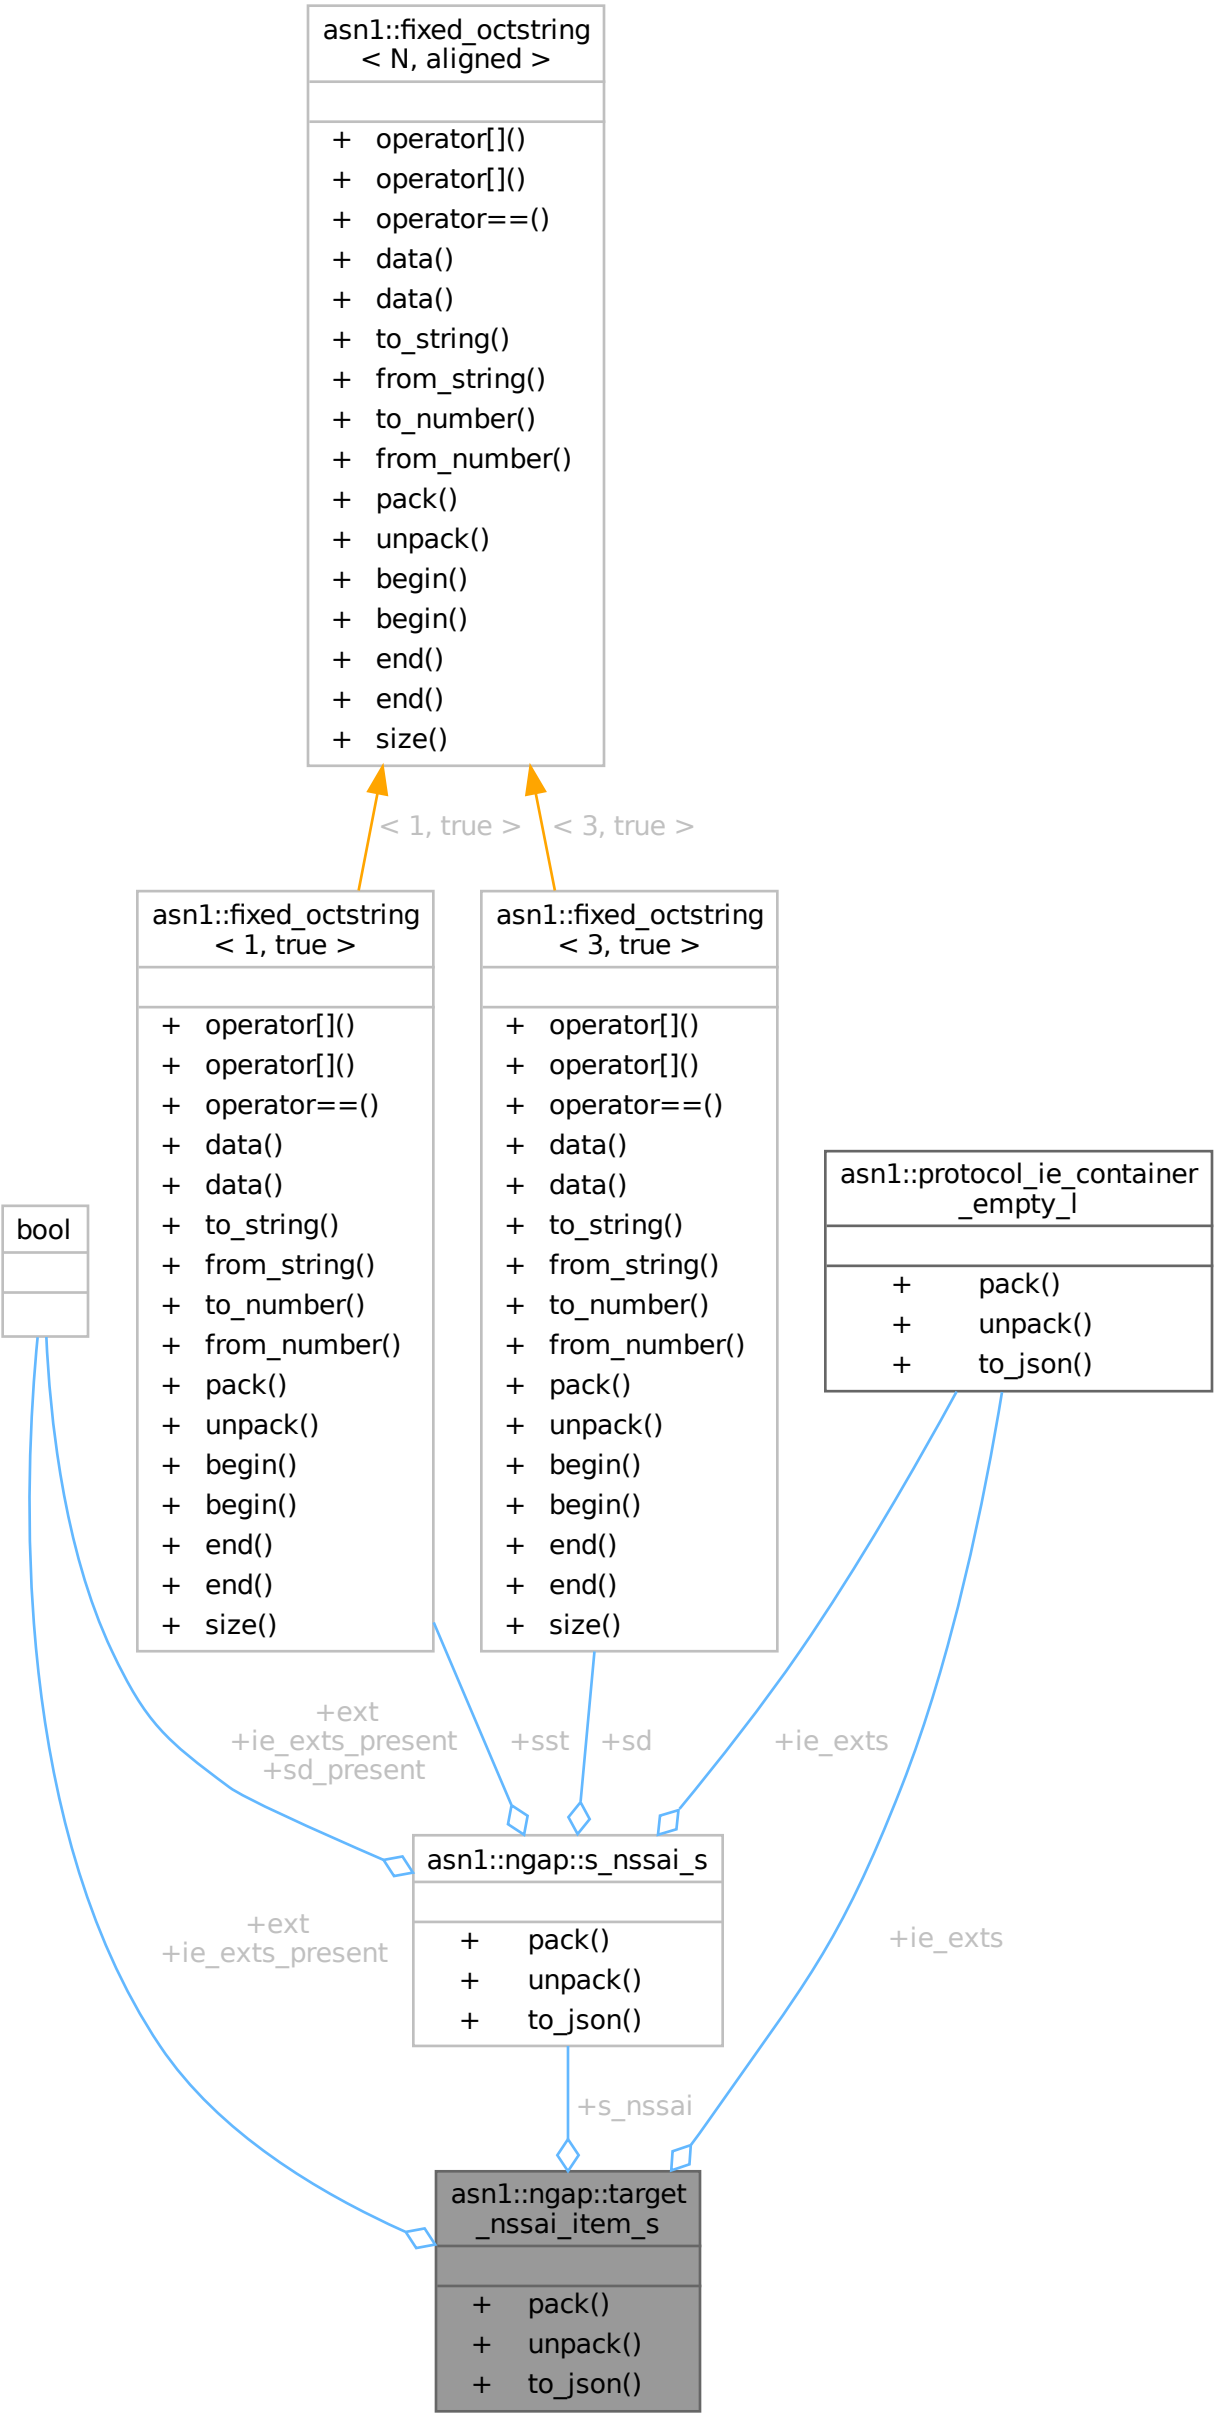 asn1::fixed_octstring
< N, aligned >
+ operator[]()
+ operator[]()
+ operator==()
+ data()
+ data()
+ to_string()
+ from_string()
+ to_number()
+ from_number()
+ pack()
+ unpack()
+ begin()
+ begin()
+ end()
+ end()
+ size()
< 1, true >
< 3, true >
asn1::fixed_octstring
< 1, true >
+ operator[]()
+ operator[]()
+ operator==()
+ data()
+ data()
+ to_string()
+ from_string()
+ to_number()
+ from_number()
+ pack()
+ unpack()
+ begin()
+ begin()
+ end()
+ end()
+ size()
asn1::fixed_octstring
< 3, true >
+ operator[]()
+ operator[]()
+ operator==()
+ data()
+ data()
+ to_string()
+ from_string()
+ to_number()
+ from_number()
+ pack()
+ unpack()
+ begin()
+ begin()
+ end()
+ end()
+ size()
asn1::protocol_ie_container
_empty_l
+ pack()
+ unpack()
+ to_json()
bool
+ext
+ie_exts_present
+sd_present
+sst
+sd
+ie_exts
asn1::ngap::s_nssai_s
+ pack()
+ unpack()
+ to_json()
+ext
+ie_exts_present
+ie_exts
+s_nssai
asn1::ngap::target
_nssai_item_s
+ pack()
+ unpack()
+ to_json()